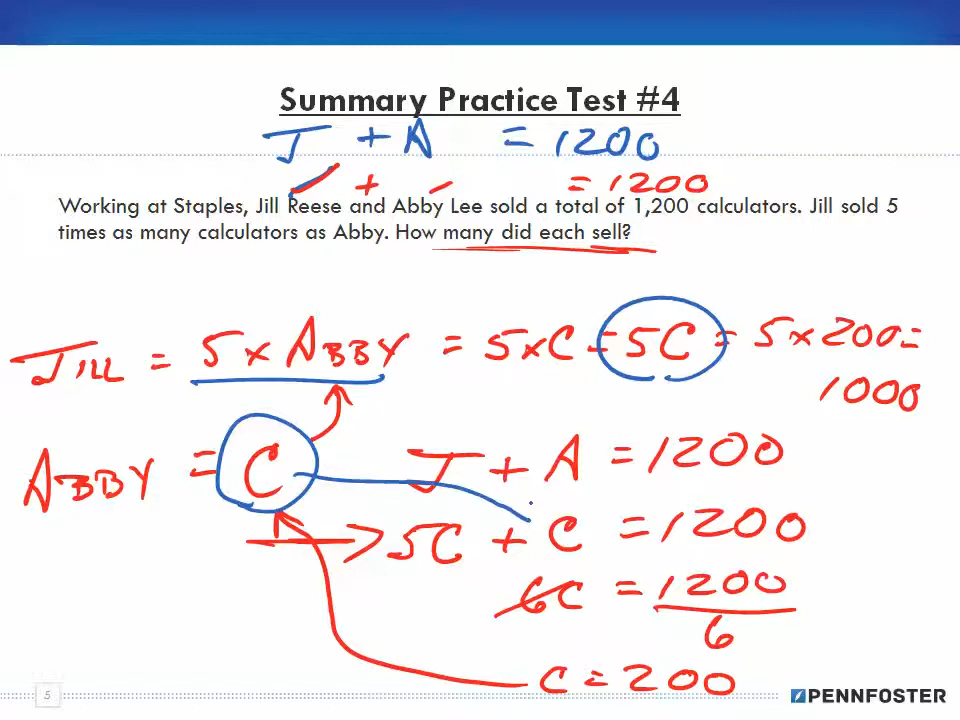 Summary Practice Test #4
J + A = 1200
+ = 1200
Working at Staples, Jill Reese and Abby Lee sold a total of 1,200 calculators. Jill sold 5
times as many calculators as Abby. How many did each sell?
JILL = 5 x ABBY = 5 x C = 5C = 5 x 200 =
1000
ABBY = C
J + A = 1200
5C + C = 1200
6C = 1200
6
C = 200
5
PENNFOSTER